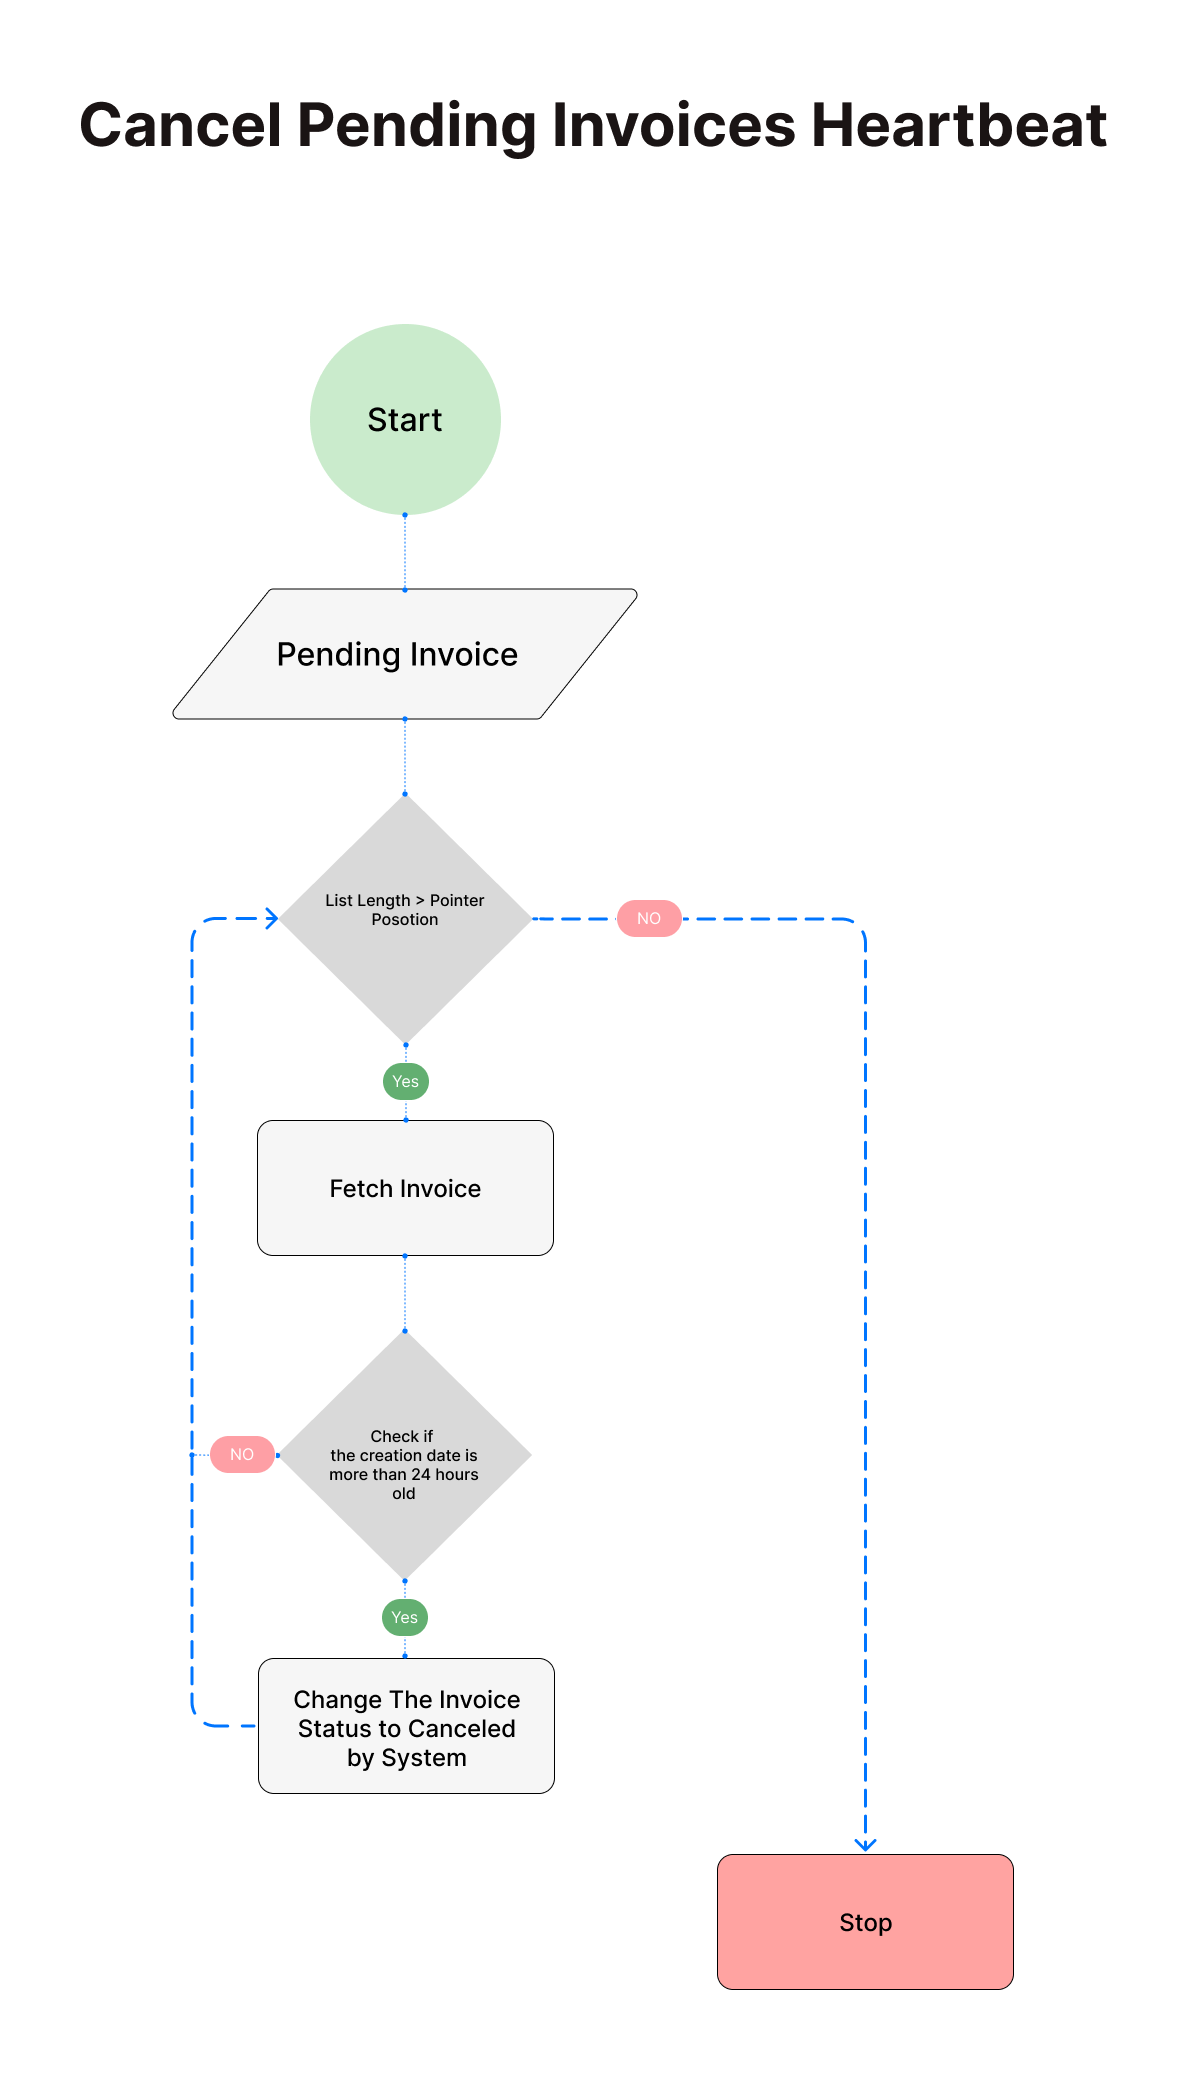 Cancel Pending Invoices Heartbeat
Start
Pending Invoice
List Length > Pointer
Posotion
NO
Yes
Fetch Invoice
Check if
the creation date is
more than 24 hours
old
NO
Yes
Change The Invoice
Status to Canceled
by System
Stop